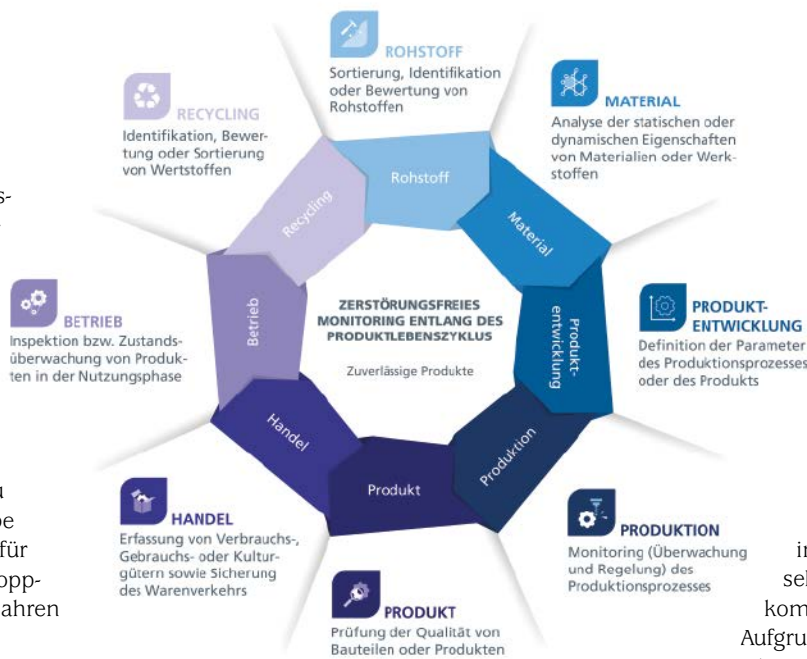 ROHSTOFF
Sortierung, Identifikation
oder Bewertung von
Rohstoffen
MATERIAL
Analyse der statischen oder
dynamischen Eigenschaften
von Materialien oder Werk-
stoffen
PRODUKT-
ENTWICKLUNG
Definition der Parameter
des Produktionsprozesses
oder des Produkts
PRODUKTION
Monitoring (Überwachung
und Regelung) des
Produktionsprozesses
PRODUKT
Prüfung der Qualität von
Bauteilen oder Produkten
HANDEL
Erfassung von Verbrauchs-,
Gebrauchs- oder Kultur-
gütern sowie Sicherung
des Warenverkehrs
BETRIEB
Inspektion bzw. Zustands-
überwachung von Produk-
ten in der Nutzungsphase
RECYCLING
Identifikation, Bewer-
tung oder Sortierung
von Wertstoffen
Rohstoff
Material
Produkt-
entwicklung
Produktion
Produkt
Handel
Betrieb
Recycling
ZERSTÖRUNGSFREIES
MONITORING ENTLANG DES
PRODUKTLEBENSZYKLUS
Zuverlässige Produkte
s-
u
be
für
opp-
ahren
in
sel
kom
Aufgru